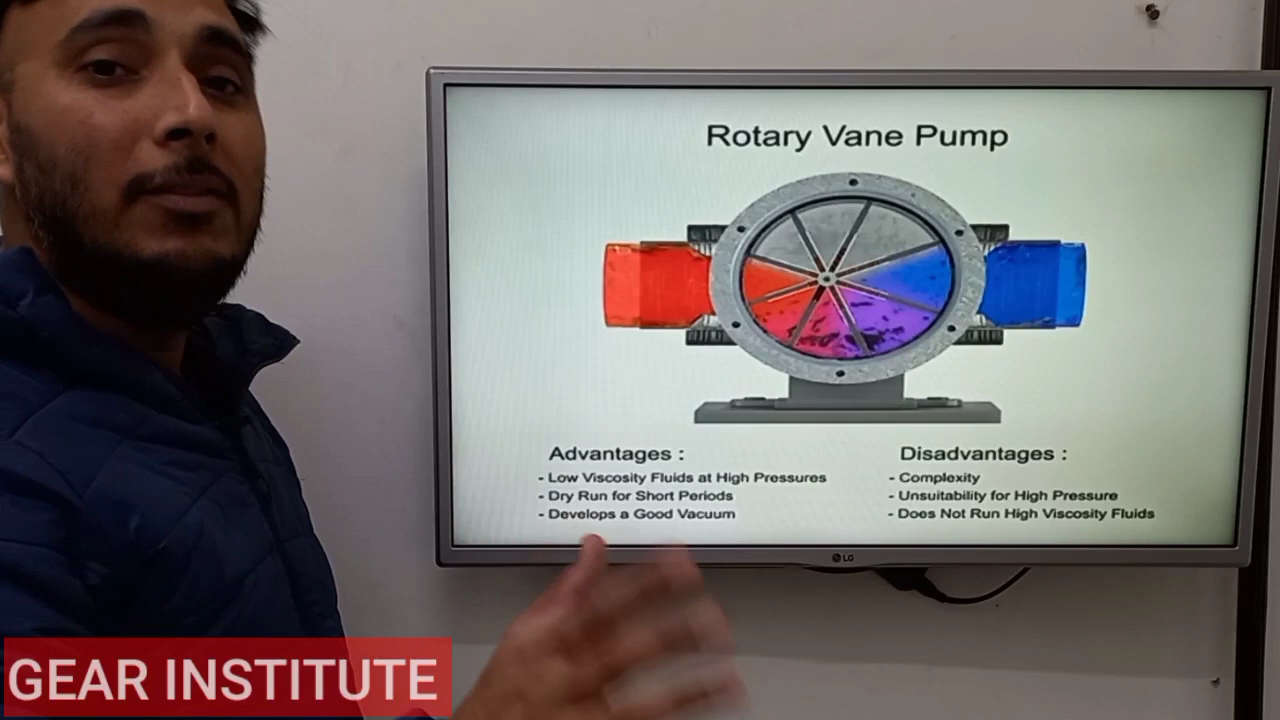 Rotary Vane Pump
Advantages :
- Low Viscosity Fluids at High Pressures
- Dry Run for Short Periods
- Develops a Good Vacuum
Disadvantages :
- Complexity
- Unsuitability for High Pressure
- Does Not Run High Viscosity Fluids
LG
GEAR INSTITUTE